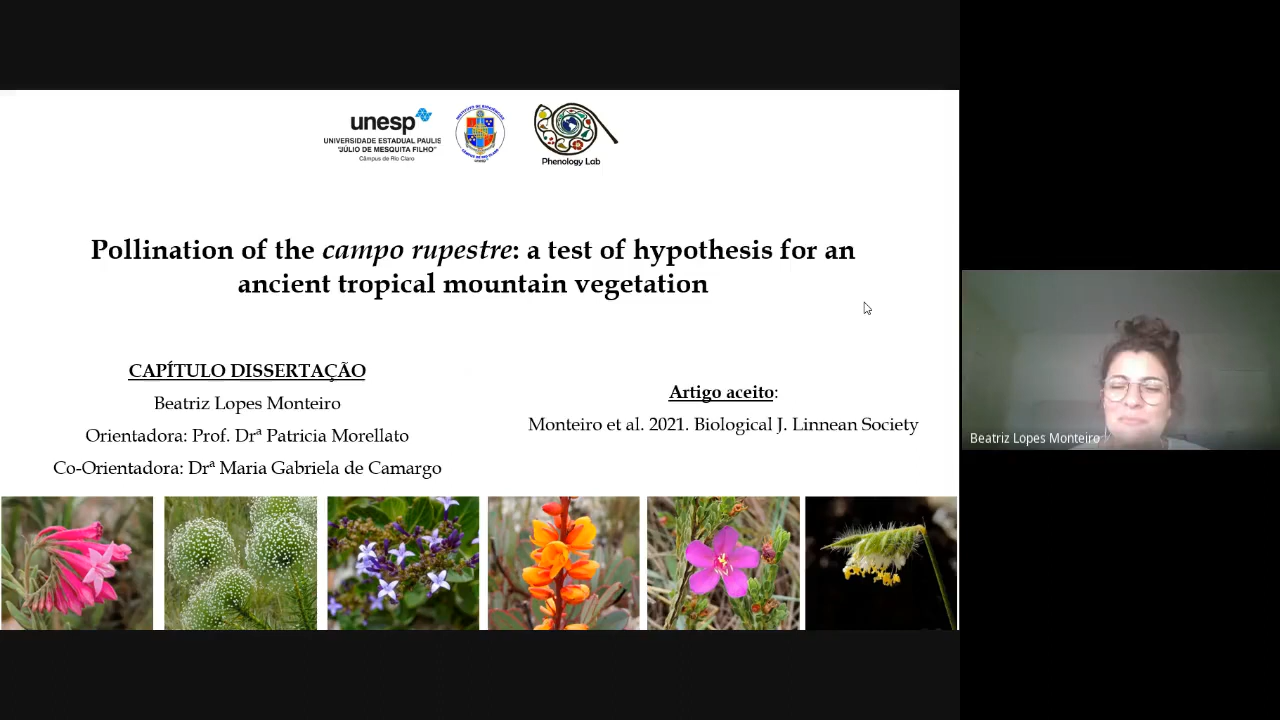 unesp
UNIVERSIDADE ESTADUAL PAULIS
"JÚLIO DE MESQUITA FILHO"
Câmpus de Rio Claro
unesp
Phenology Lab
Pollination of the campo rupestre: a test of hypothesis for an
ancient tropical mountain vegetation
CAPÍTULO DISSERTAÇÃO
Beatriz Lopes Monteiro
Orientadora: Prof. Drª Patricia Morellato
Co-Orientadora: Drª Maria Gabriela de Camargo
Artigo aceito:
Monteiro et al. 2021. Biological J. Linnean Society
Beatriz Lopes Monteiro